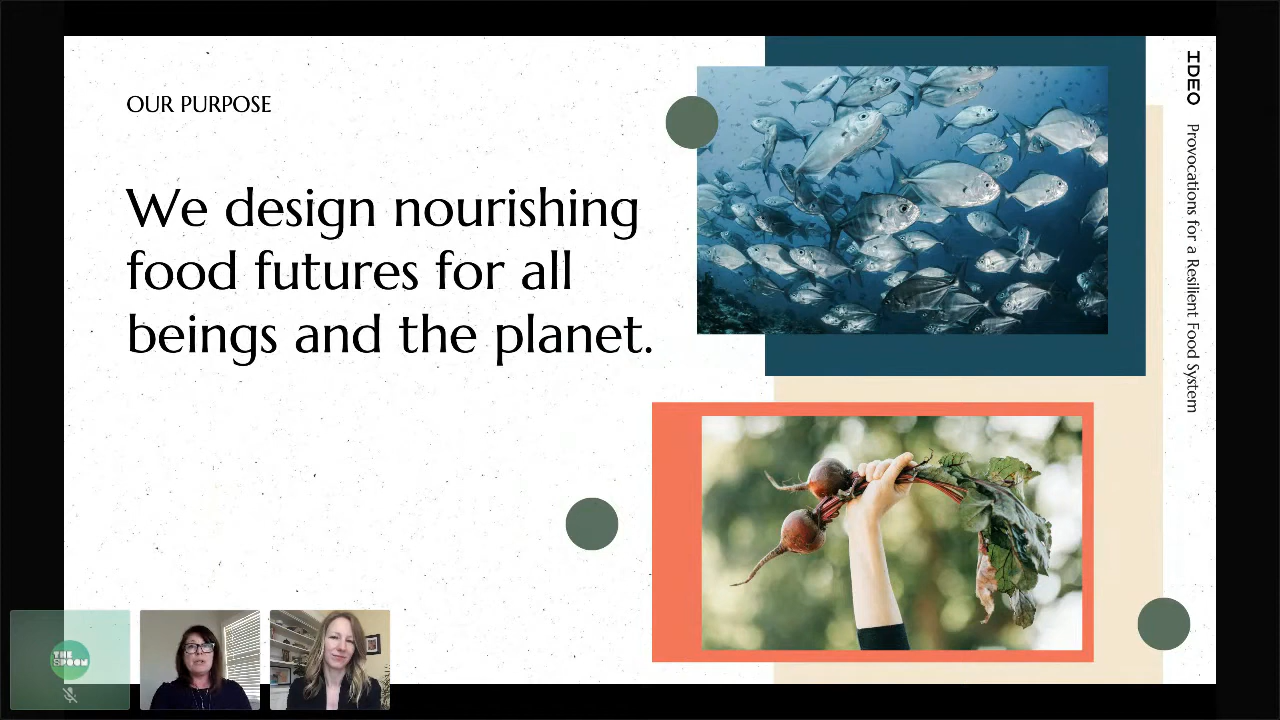 OUR PURPOSE
We design nourishing
food futures for all
beings and the planet.
IDEO Provocations for a Resilient Food System
THE
SPOON